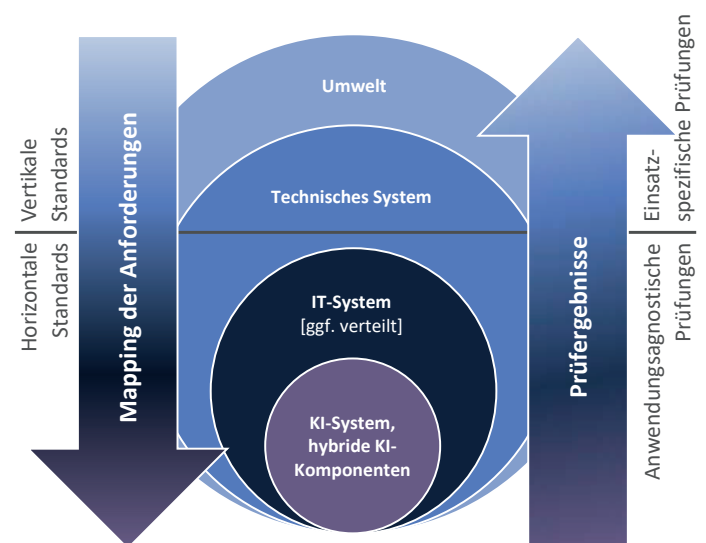 Vertikale
Standards
Horizontale
Standards
Mapping der Anforderungen
Umwelt
Technisches System
IT-System
[ggf. verteilt]
KI-System,
hybride KI-
Komponenten
Prüfergebnisse
Einsatz-
spezifische Prüfungen
Anwendungsagnostische
Prüfungen